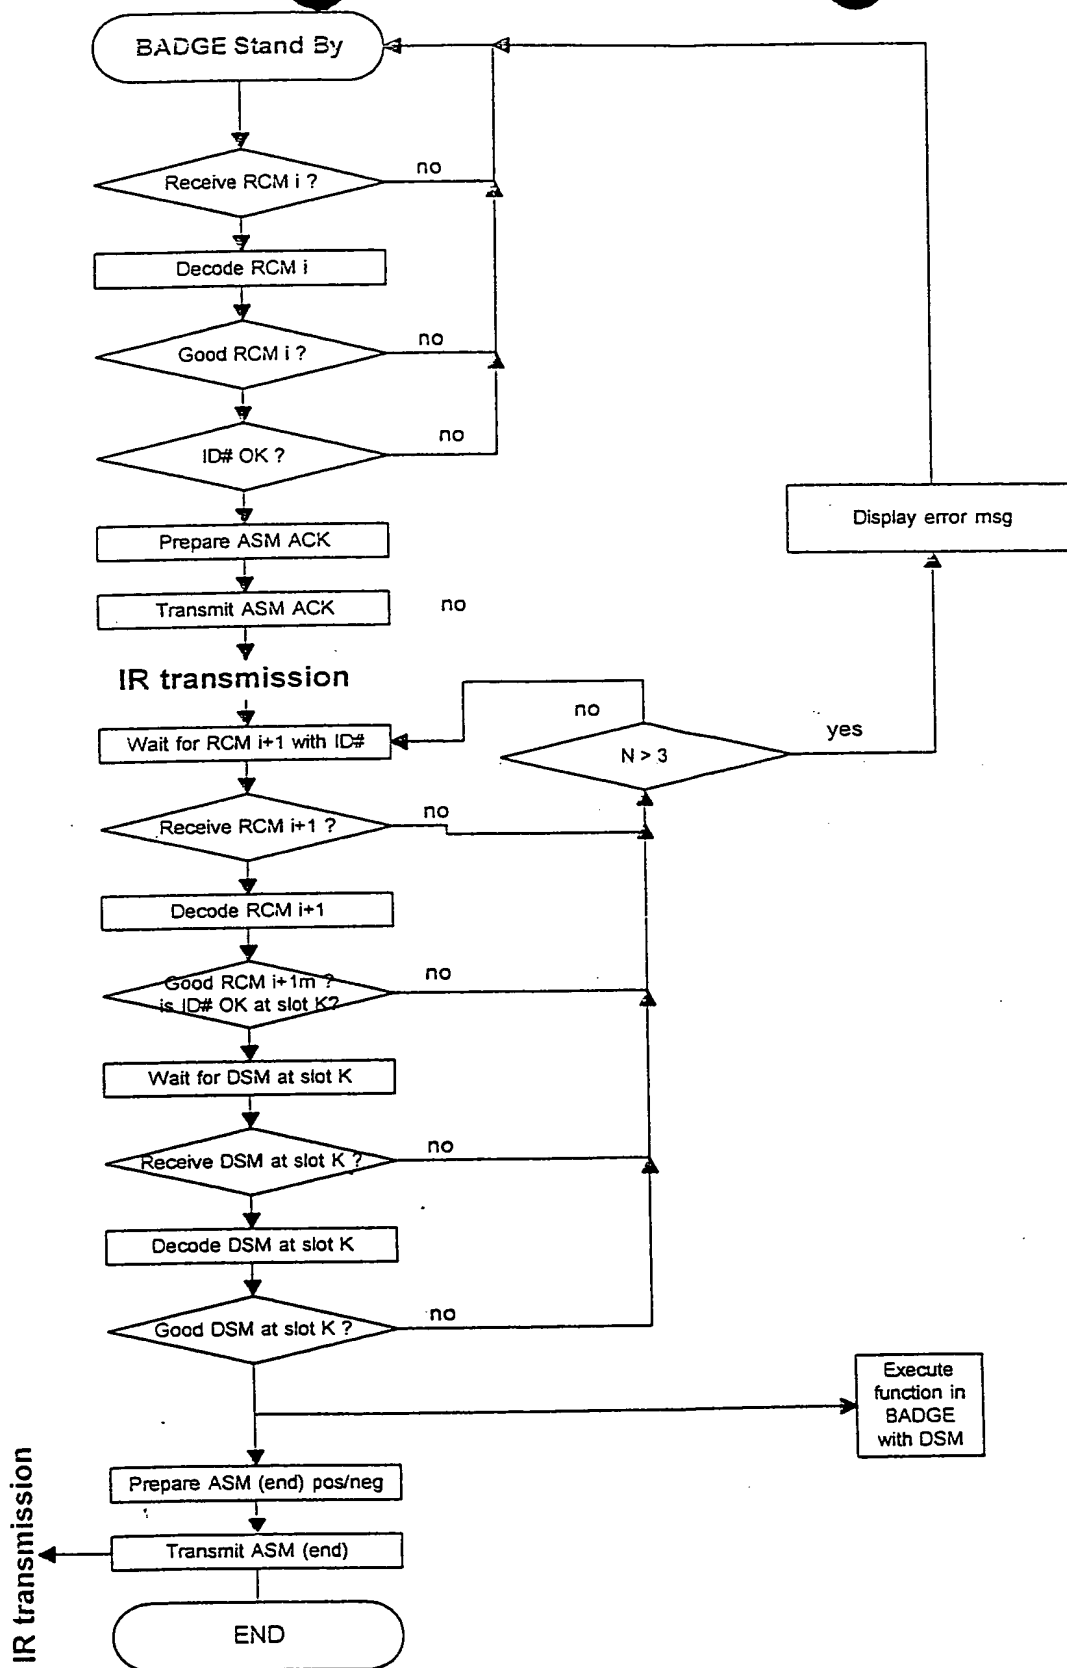 BADGE Stand By
no
Receive RCM i ?
Decode RCM i
no
Good RCM i ?
no
ID# OK ?
Display error msg
Prepare ASM ACK
Transmit ASM ACK
no
IR transmission
no
Wait for RCM i+1 with ID#
N > 3
yes
no
Receive RCM i+1 ?
Decode RCM i+1
no
Good RCM i+1m ?
is ID# OK at slot K?
Wait for DSM at slot K
no
Receive DSM at slot K ?
Decode DSM at slot K
no
Good DSM at slot K ?
Execute
function in
BADGE
with DSM
Prepare ASM (end) pos/neg
Transmit ASM (end)
IR transmission
END